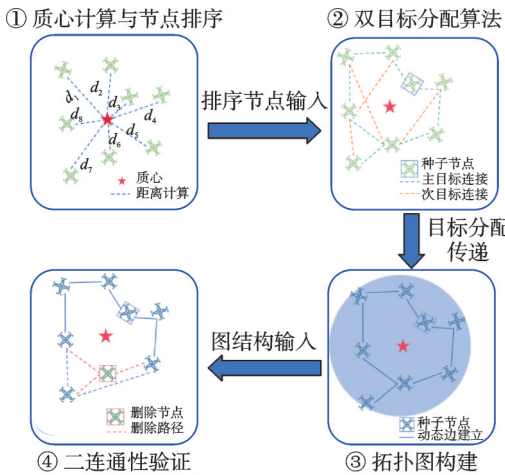 ① 质心计算与节点排序
② 双目标分配算法
d1
d2
d3
d4
d5
d6
d7
d8
质心
距离计算
排序节点输入
种子节点
主目标连接
次目标连接
目标分配
传递
删除节点
删除路径
图结构输入
种子节点
动态边建立
④ 二连通性验证
③ 拓扑图构建